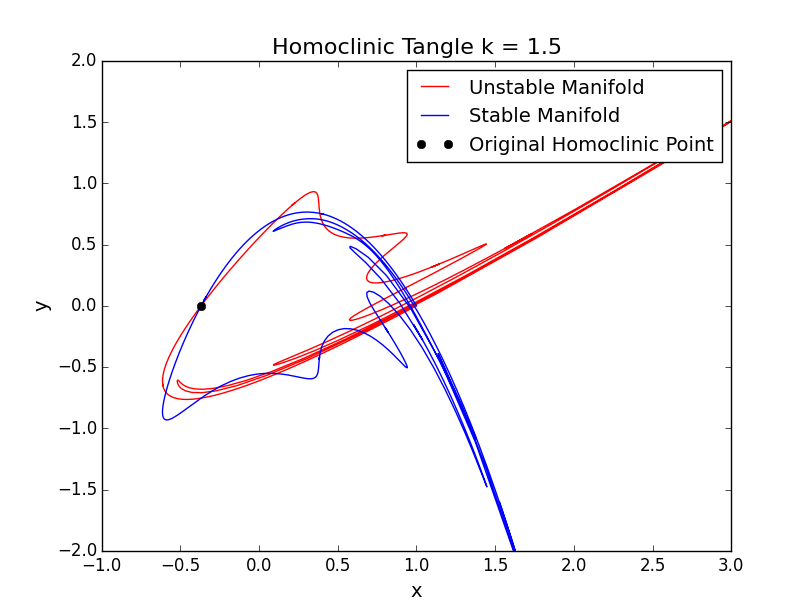 Homoclinic Tangle k = 1.5
Unstable Manifold
Stable Manifold
Original Homoclinic Point
2.0
1.5
1.0
0.5
0.0
−0.5
−1.0
−1.5
−2.0
y
−1.0 −0.5 0.0 0.5 1.0 1.5 2.0 2.5 3.0
x